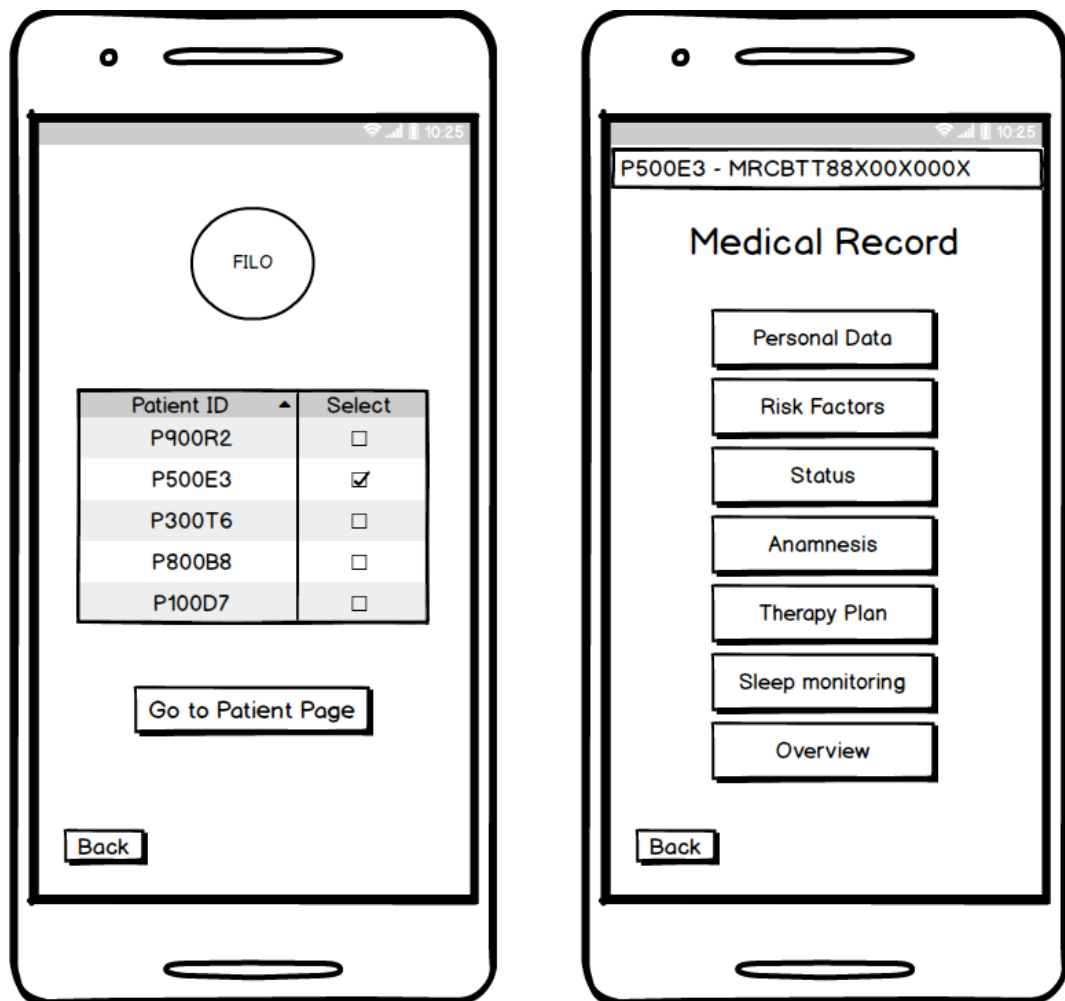 10:25
FILO
Patient ID Select
P900R2
P500E3
P300T6
P800B8
P100D7
Go to Patient Page
Back
10:25
P500E3 - MRCBTT88X00X000X
Medical Record
Personal Data
Risk Factors
Status
Anamnesis
Therapy Plan
Sleep monitoring
Overview
Back